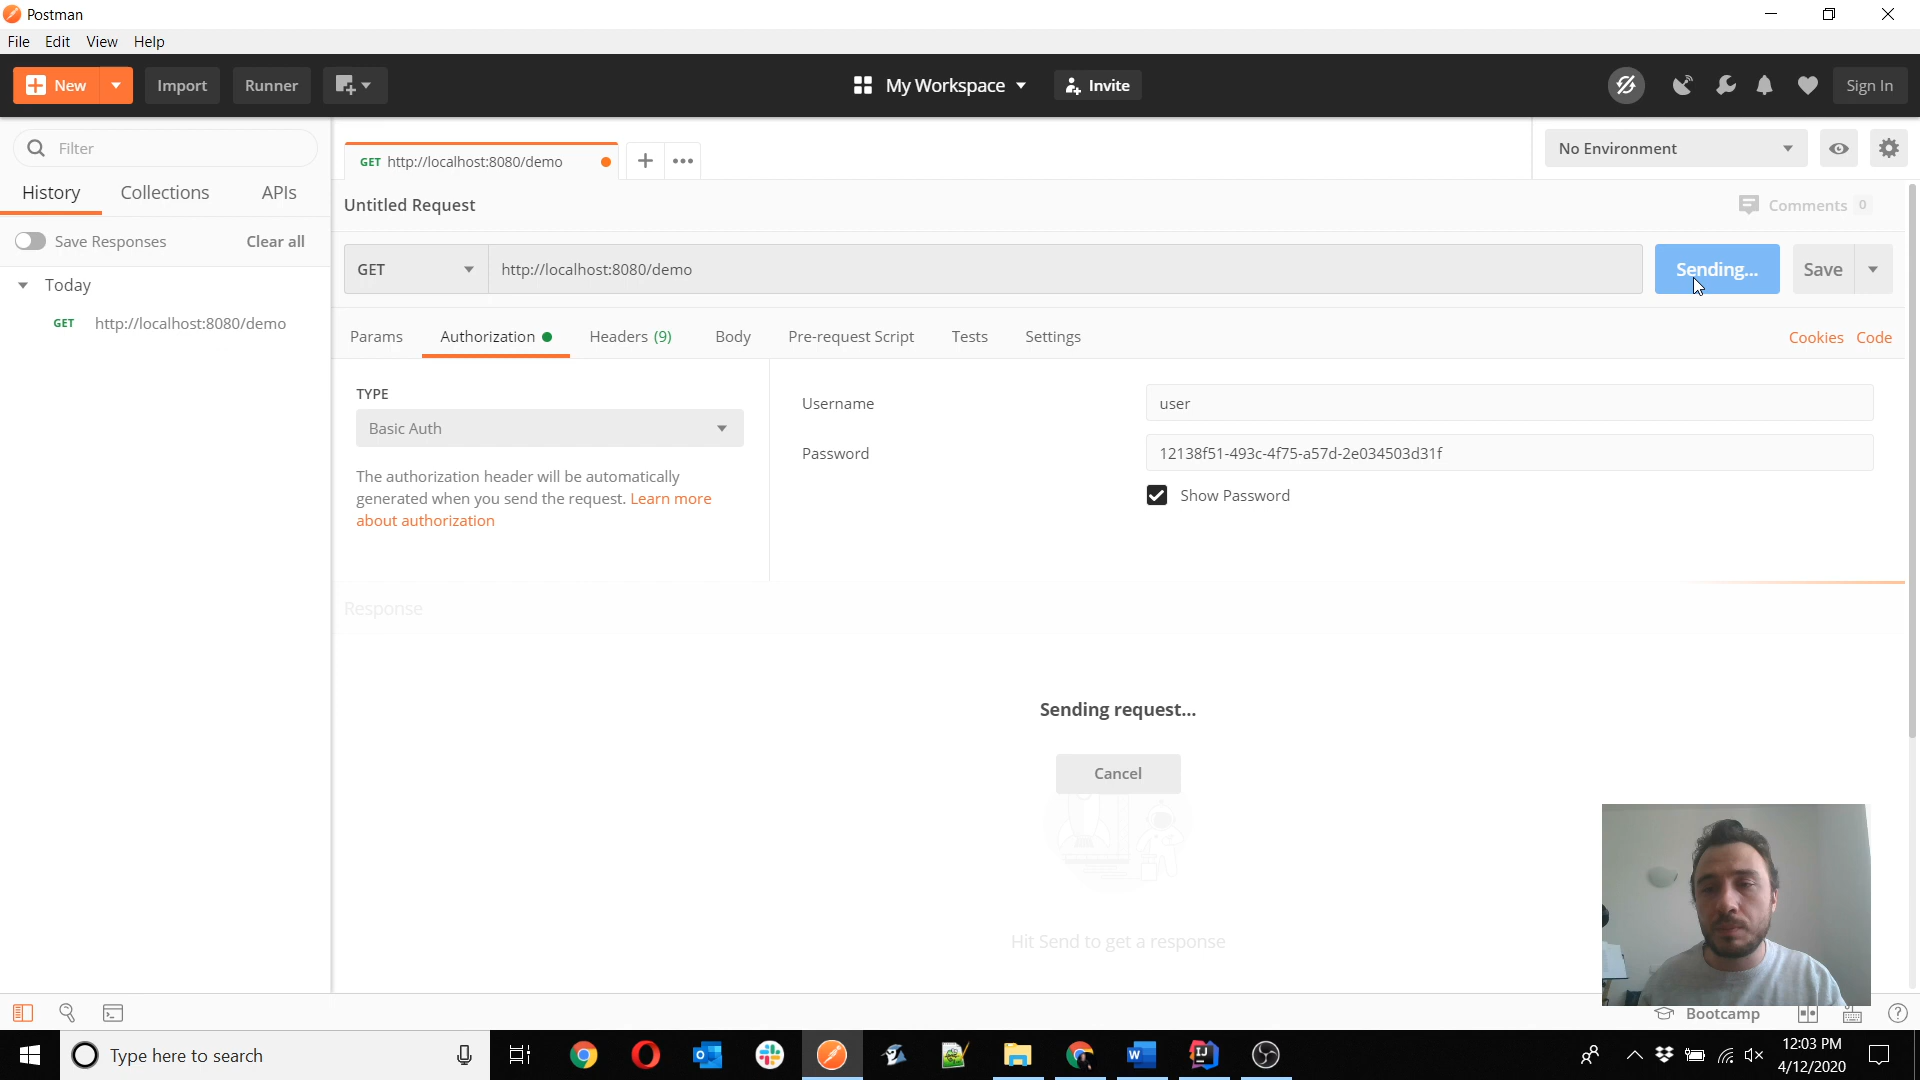 Postman
File Edit View Help
New Import Runner My Workspace Invite Sign In
Filter
History Collections APIs
Save Responses Clear all
Today
GET http://localhost:8080/demo
GET http://localhost:8080/demo
No Environment
Untitled Request
Comments 0
GET http://localhost:8080/demo Sending... Save
Params Authorization Headers (9) Body Pre-request Script Tests Settings Cookies Code
TYPE
Basic Auth
The authorization header will be automatically
generated when you send the request. Learn more
about authorization
Username user
Password 12138f51-493c-4f75-a57d-2e034503d31f
Show Password
Response
Sending request...
Cancel
Hit Send to get a response
Bootcamp
Type here to search
12:03 PM
4/12/2020